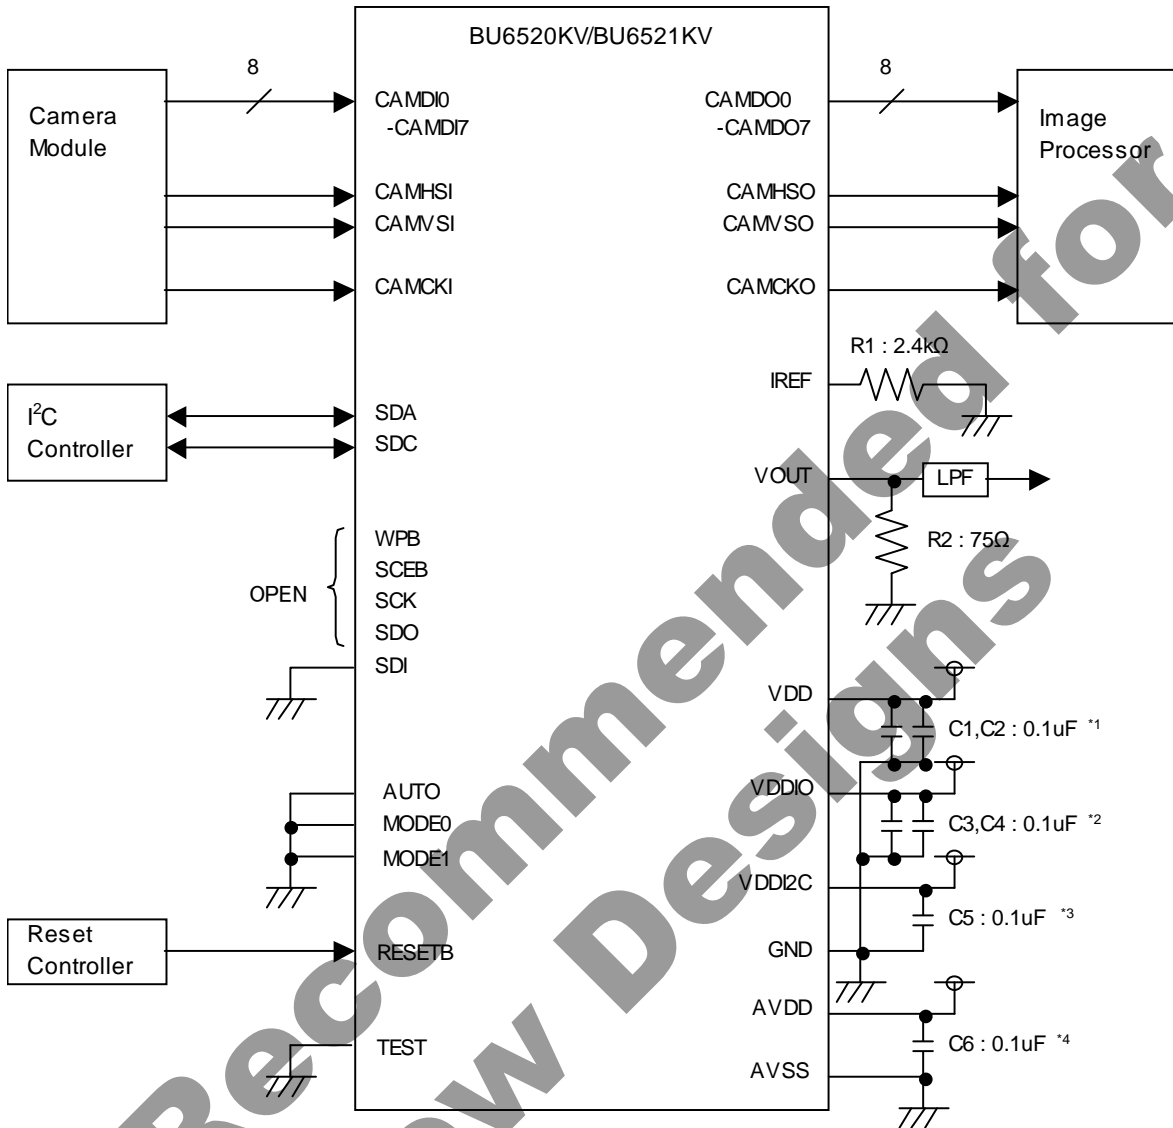 BU6520KV/BU6521KV
8
Camera
Module
CAMDI0
-CAMDI7
CAMHSI
CAMVSI
CAMCKI
I²C
Controller
SDA
SDC
OPEN
WPB
SCEB
SCK
SDO
SDI
AUTO
MODE0
MODE1
Reset
Controller
RESETB
TEST
8
CAMDO0
-CAMDO7
Image
Processor
CAMHSO
CAMVSO
CAMCKO
R1 : 2.4kΩ
IREF
VOUT
LPF
R2 : 75Ω
VDD
C1,C2 : 0.1uF *1
VDDIO
C3,C4 : 0.1uF *2
VDDI2C
C5 : 0.1uF *3
GND
AVDD
C6 : 0.1uF *4
AVSS
Recommended for
Designs